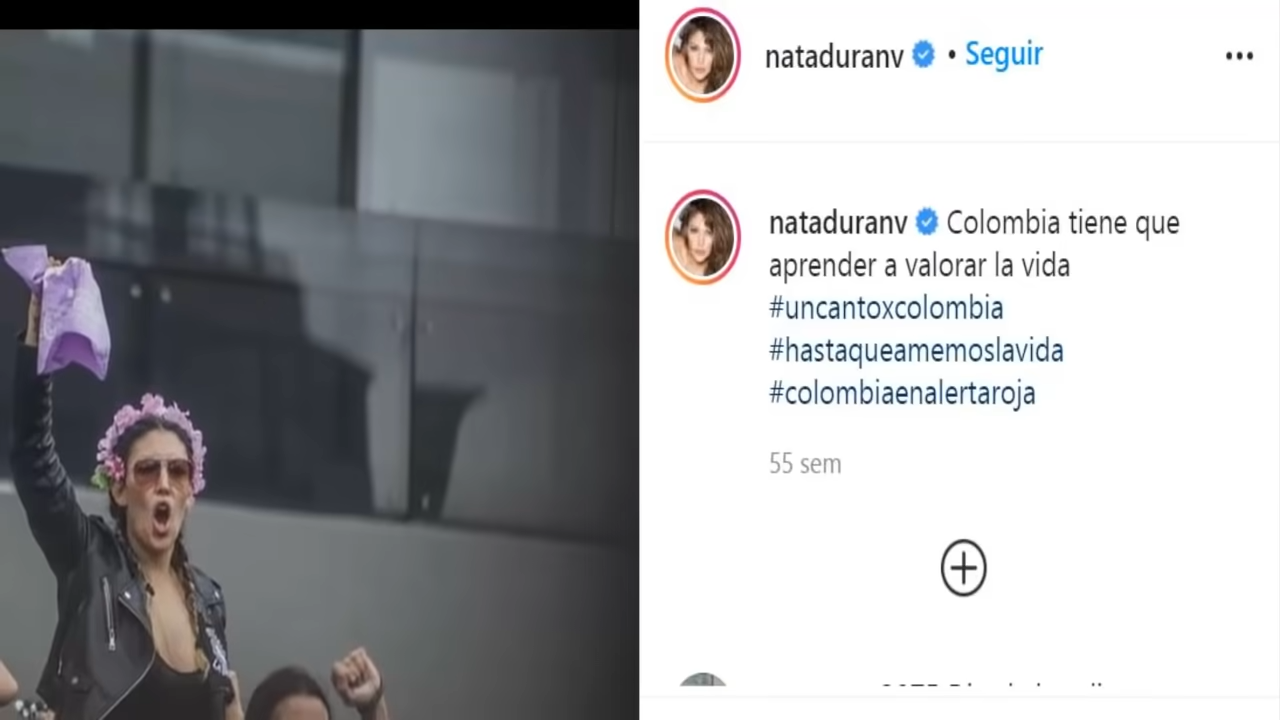 nataduranv • Seguir
nataduranv Colombia tiene que
aprender a valorar la vida
#uncantoxcolombia
#hastaqueamemoslavida
#colombiaenalertaroja
55 sem